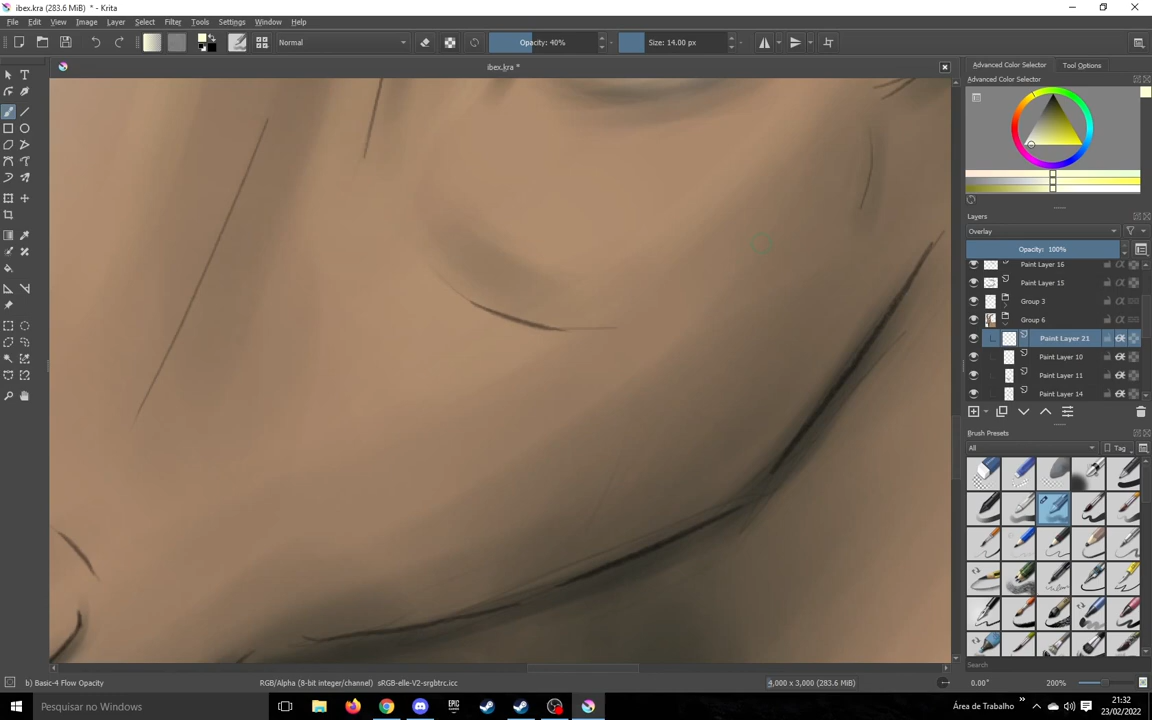 ibex.kra (283.6 MiB) * - Krita
File Edit View Image Layer Select Filter Tools Settings Window Help
Normal Opacity: 40% Size: 14.00 px
ibex.kra *
Advanced Color Selector Tool Options
Advanced Color Selector
Layers
Overlay
Opacity: 100%
Paint Layer 16
Paint Layer 15
Group 3
Group 6
Paint Layer 21
Paint Layer 10
Paint Layer 11
Paint Layer 14
Brush Presets
All Tag
Search
b) Basic-4 Flow Opacity RGB/Alpha (8-bit integer/channel) sRGB-elle-V2-srgbtrc.icc 4,000 x 3,000 (283.6 MiB) 0.00° 200%
Pesquisar no Windows EPIC GAMES Área de Trabalho 21:32
23/02/2022